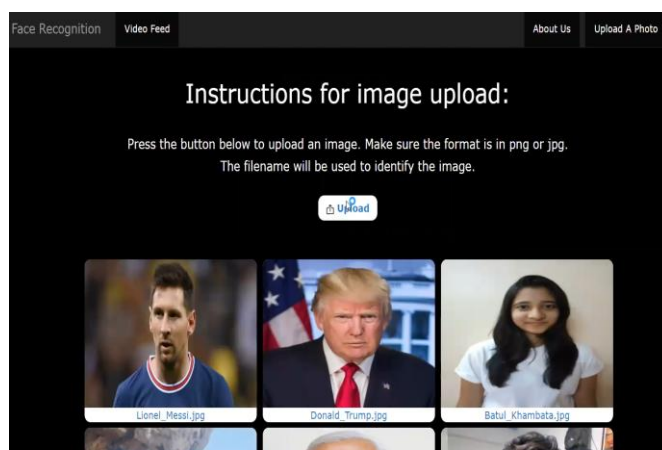 Face Recognition Video Feed About Us Upload A Photo
Instructions for image upload:
Press the button below to upload an image. Make sure the format is in png or jpg.
The filename will be used to identify the image.
Upload
Lionel_Messi.jpg Donald_Trump.jpg Batul_Khambata.jpg